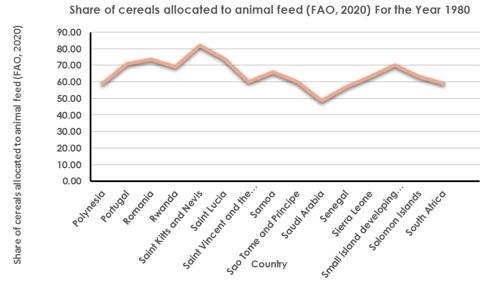 Share of cereals allocated to animal feed (FAO, 2020) For the Year 1980
Share of cereals allocated to animal feed (FAO, 2020)
90.00
80.00
70.00
60.00
50.00
40.00
30.00
20.00
10.00
0.00
Polynesia
Portugal
Romania
Rwanda
Saint Kitts and Nevis
Saint Lucia
Saint Vincent and the...
Samoa
Sao Tome and Principe
Saudi Arabia
Senegal
Sierra Leone
Small island developing...
Solomon Islands
South Africa
Country